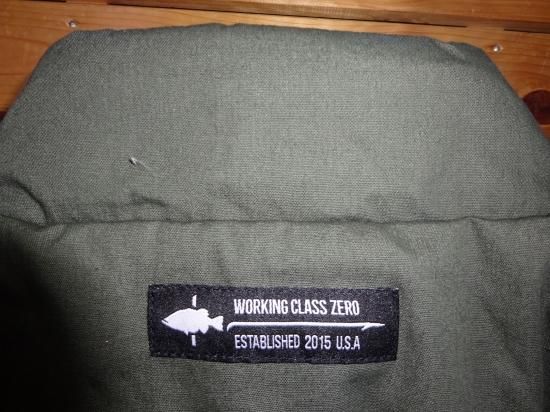 WORKING CLASS ZERO
ESTABLISHED 2015 U.S.A